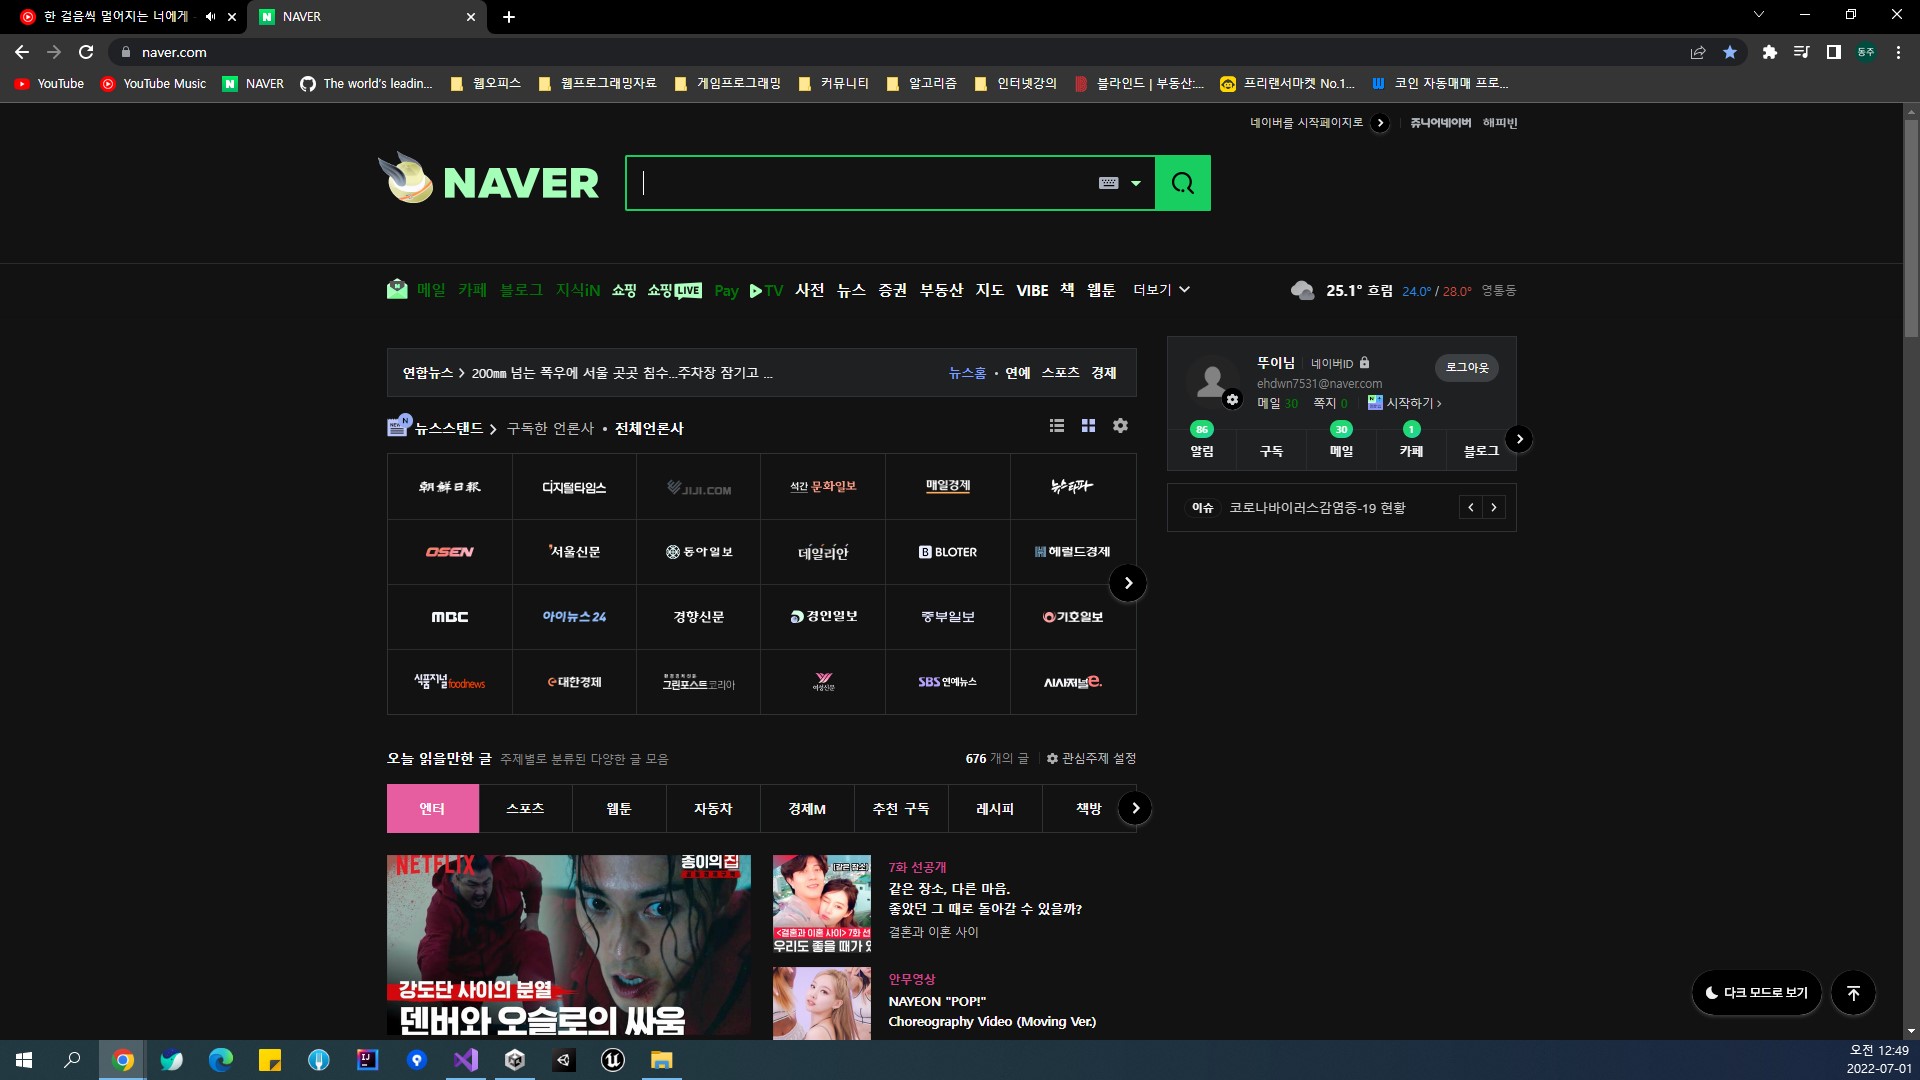 한 걸음씩 멀어지는 너에게
NAVER
naver.com
동주
YouTube
YouTube Music
NAVER
The world's leadin...
웹오피스
웹프로그래밍자료
게임프로그래밍
커뮤니티
알고리즘
인터넷강의
블라인드 | 부동산:...
프리랜서마켓 No.1...
코인 자동매매 프로...
네이버를 시작페이지로
쥬니어네이버 해피빈
NAVER
메일 카페 블로그 지식iN 쇼핑 쇼핑LIVE Pay TV 사전 뉴스 증권 부동산 지도 VIBE 책 웹툰 더보기
25.1° 흐림 24.0° / 28.0° 영통동
연합뉴스 > 200㎜ 넘는 폭우에 서울 곳곳 침수...주차장 잠기고 ...
뉴스홈 • 연예 스포츠 경제
뚜이님 네이버ID
로그아웃
ehdwn7531@naver.com
메일 30 쪽지 0 시작하기 >
86 30 1
알림 구독 메일 카페 블로그
뉴스스탠드 > 구독한 언론사 • 전체언론사
이슈 코로나바이러스감염증-19 현황
朝鮮日報 디지털타임스 JIJI.COM 석간 문화일보 매일경제 뉴스타파
OSEN 서울신문 동아일보 데일리안 BLOTER 헤럴드경제
MBC 아이뉴스24 경향신문 경인일보 중부일보 기호일보
식품저널 foodnews e대한경제 그린포스트코리아 여성신문 SBS 연예뉴스 시사저널e.
오늘 읽을만한 글 주제별로 분류된 다양한 글 모음
676 개의 글 관심주제 설정
엔터 스포츠 웹툰 자동차 경제M 추천 구독 레시피 책방
NETFLIX
종이의 집
강도단 사이의 분열
덴버와 오슬로의 싸움
<결혼과 이혼 사이> 7화 선
우리도 좋을 때가 있
7화 선공개
같은 장소, 다른 마음.
좋았던 그 때로 돌아갈 수 있을까?
결혼과 이혼 사이
안무영상
NAYEON "POP!"
Choreography Video (Moving Ver.)
다크 모드로 보기
오전 12:49
2022-07-01